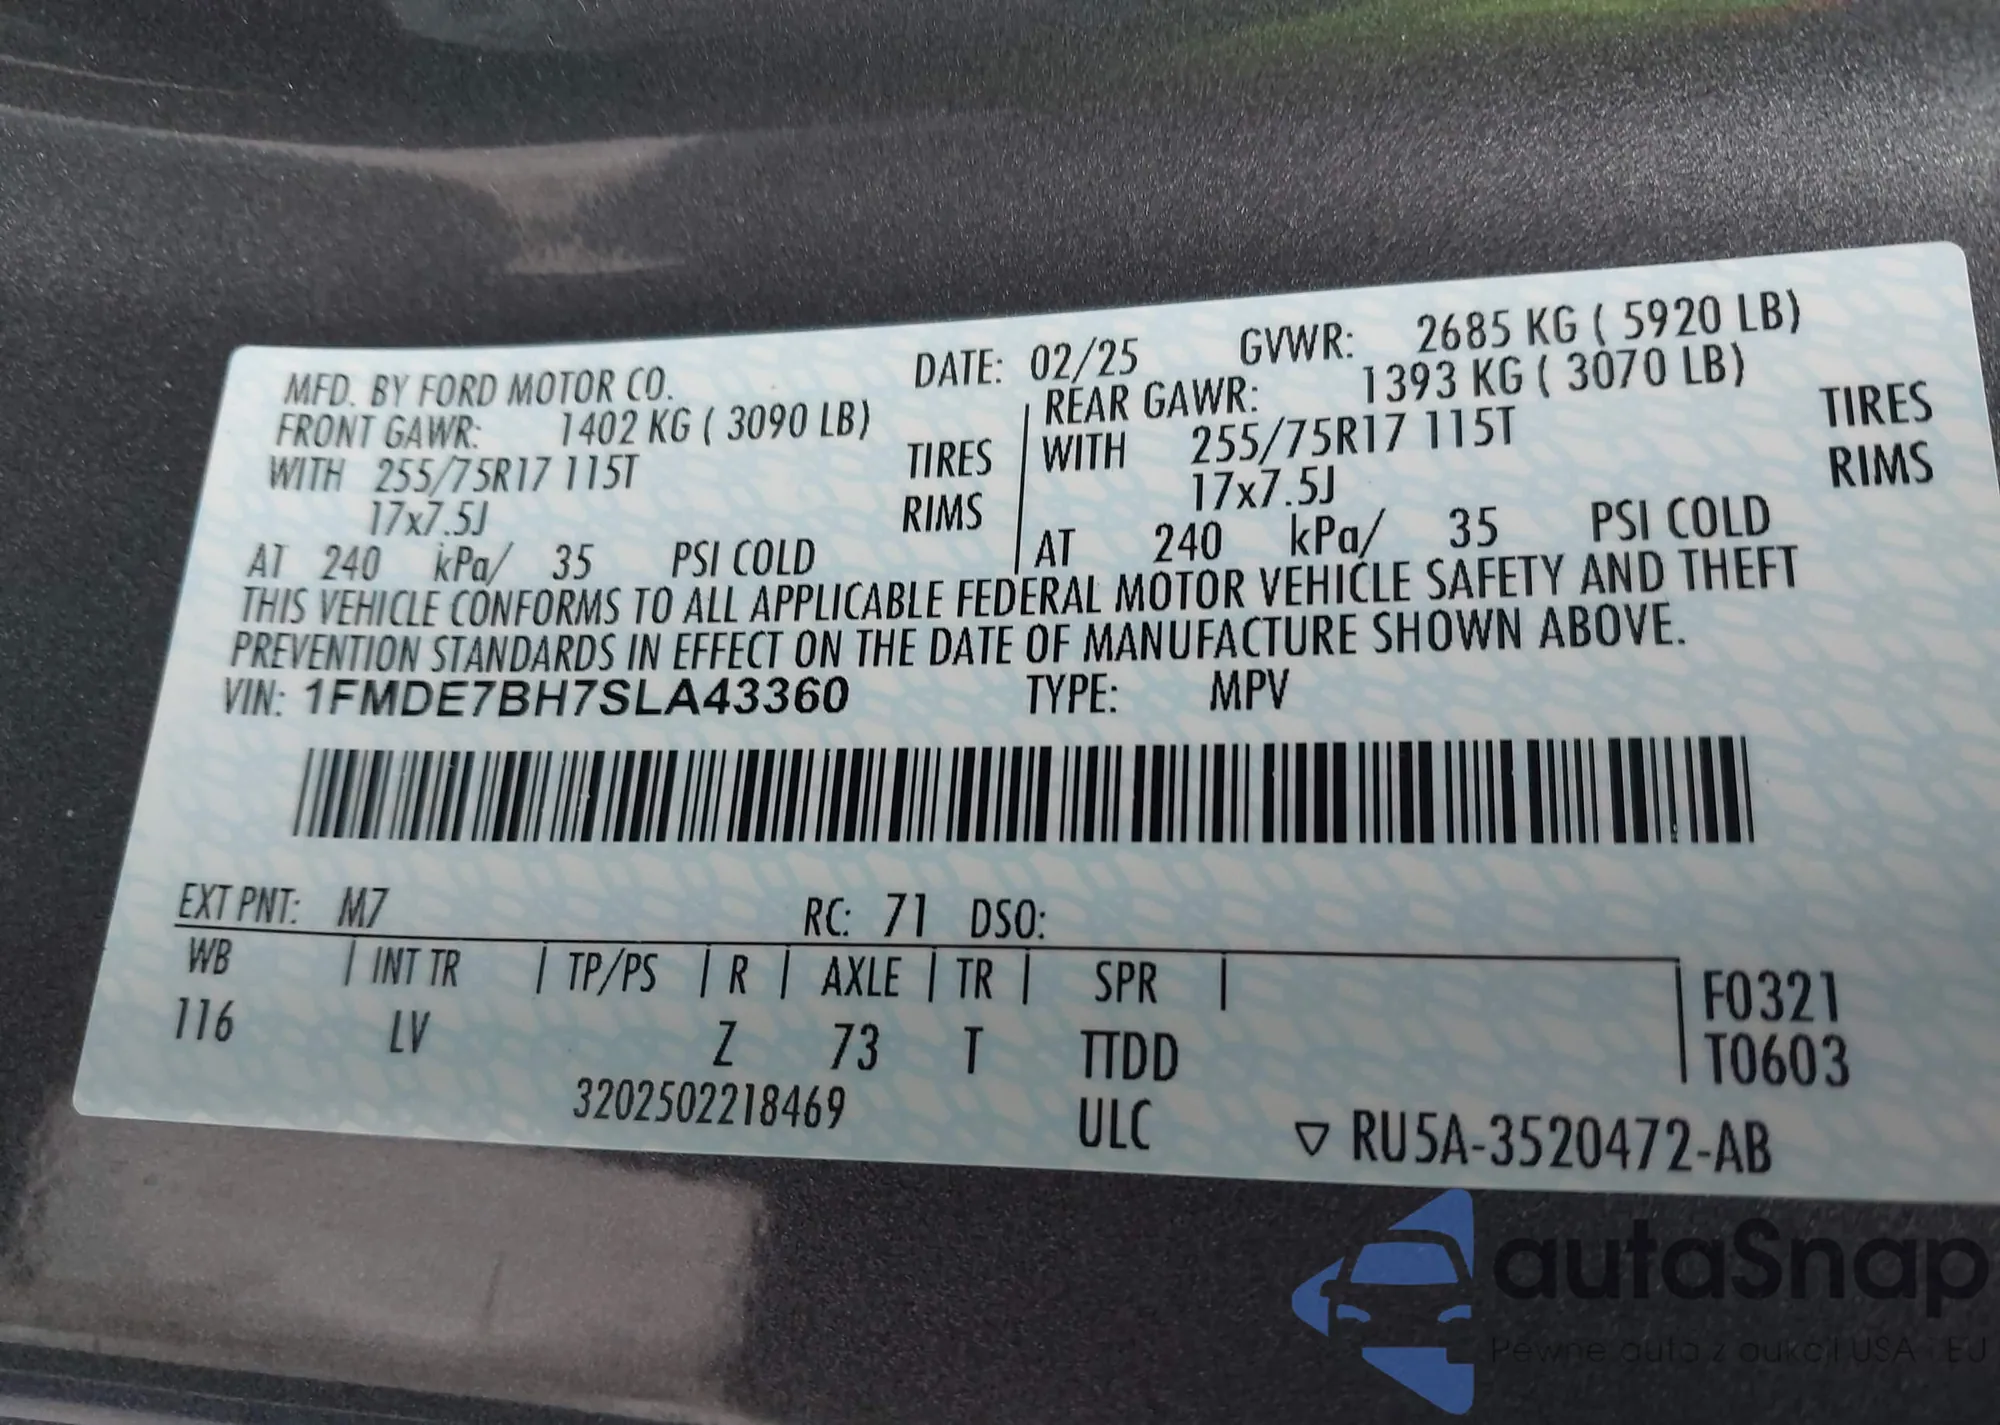 MFD. BY FORD MOTOR CO. DATE: 02/25 GVWR: 2685 KG ( 5920 LB)
FRONT GAWR: 1402 KG ( 3090 LB) REAR GAWR: 1393 KG ( 3070 LB)
WITH 255/75R17 115T TIRES WITH 255/75R17 115T TIRES
17x7.5J RIMS 17x7.5J RIMS
AT 240 kPa/ 35 PSI COLD AT 240 kPa/ 35 PSI COLD
THIS VEHICLE CONFORMS TO ALL APPLICABLE FEDERAL MOTOR VEHICLE SAFETY AND THEFT
PREVENTION STANDARDS IN EFFECT ON THE DATE OF MANUFACTURE SHOWN ABOVE.
VIN: 1FMDE7BH7SLA43360 TYPE: MPV
EXT PNT: M7 RC: 71 DSO:
WB | INT TR | TP/PS | R | AXLE | TR | SPR | F0321
116 LV Z 73 T TTDD T0603
3202502218469 ULC ▽ RU5A-3520472-AB
autaSnap
Pewne auta z aukcji USA - EU